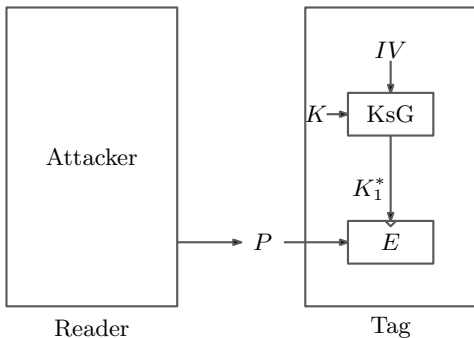 IV
K
KsG
Attacker
K₁*
P
E
Reader
Tag